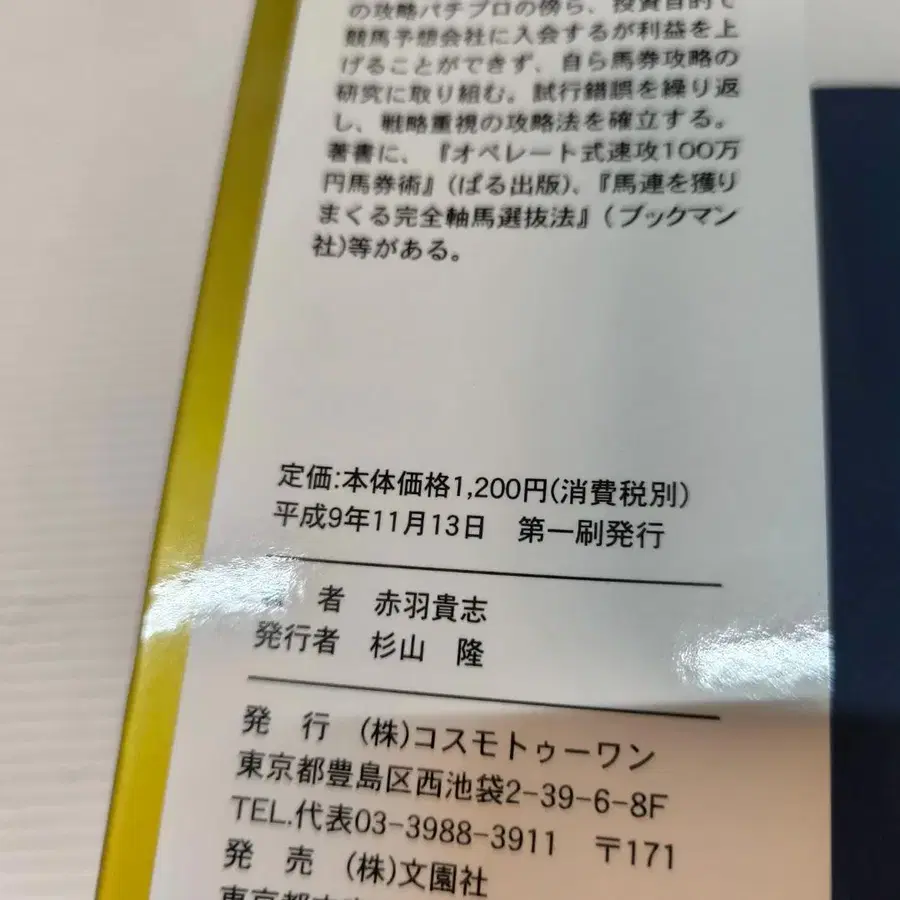 の攻略パチプロの傍ら、投資目的で
競馬予想会社に入会するが利益を上
げることができず、自ら馬券攻略の
研究に取り組む。試行錯誤を繰り返
し、戦略重視の攻略法を確立する。
著書に、『オペレート式速攻100万
円馬券術』(ぱる出版)、『馬連を獲り
まくる完全軸馬選抜法』(ブックマン
社)等がある。
定価:本体価格1,200円(消費税別)
平成9年11月13日 第一刷発行
者 赤羽貴志
発行者 杉山 隆
発 行 (株)コスモトゥーワン
東京都豊島区西池袋2-39-6-8F
TEL.代表03-3988-3911 〒171
発 売 (株)文園社
東京都